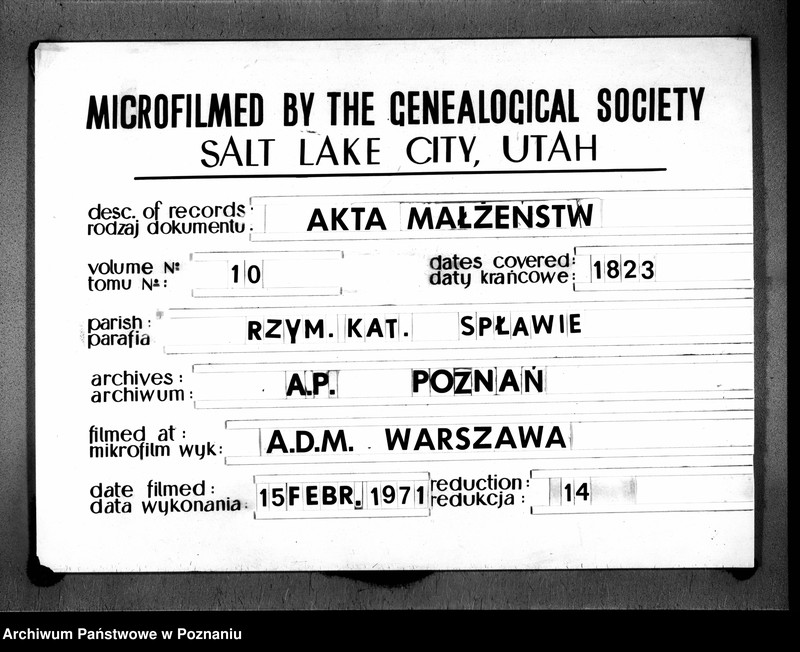 MICROFILMED BY THE GENEALOGICAL SOCIETY
SALT LAKE CITY, UTAH
desc. of records: AKTA MAŁŻEŃSTW
rodzaj dokumentu:
volume No: 10 dates covered: 1823
tomu No: daty krańcowe:
parish: RZYM. KAT. SPŁAWIE
parafia
archives: A.P. POZNAŃ
archiwum:
filmed at: A.D.M. WARSZAWA
mikrofilm wyk:
date filmed: 15 FEBR. 1971 reduction: 14
data wykonania: redukcja:
Archiwum Państwowe w Poznaniu